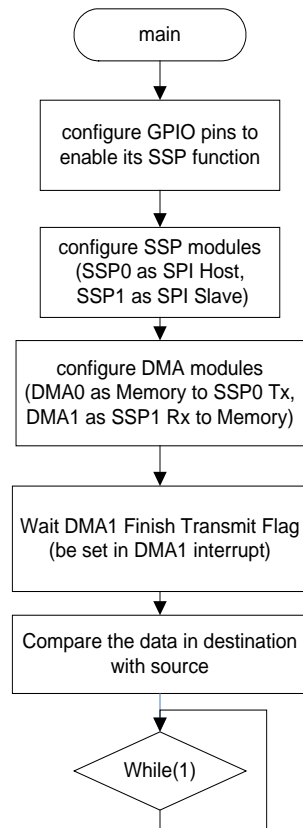 main
configure GPIO pins to
enable its SSP function
configure SSP modules
(SSP0 as SPI Host,
SSP1 as SPI Slave)
configure DMA modules
(DMA0 as Memory to SSP0 Tx,
DMA1 as SSP1 Rx to Memory)
Wait DMA1 Finish Transmit Flag
(be set in DMA1 interrupt)
Compare the data in destination
with source
While(1)